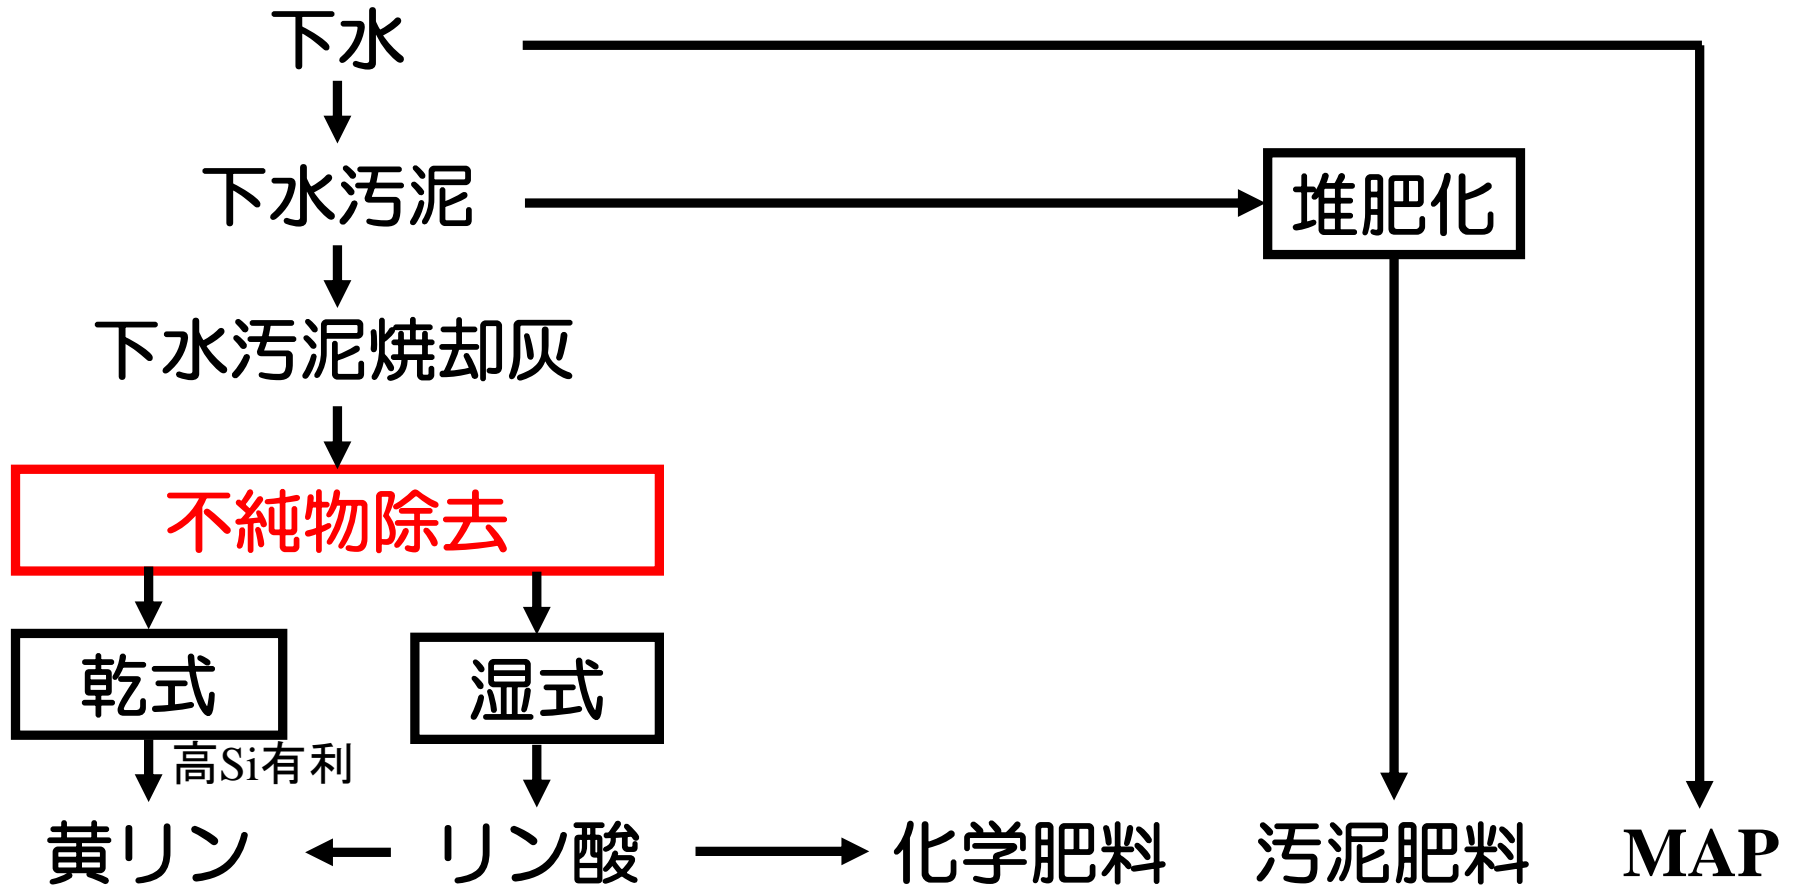 下水
下水汚泥
堆肥化
下水汚泥焼却灰
不純物除去
乾式
湿式
高Si有利
黄リン
リン酸
化学肥料
汚泥肥料
MAP